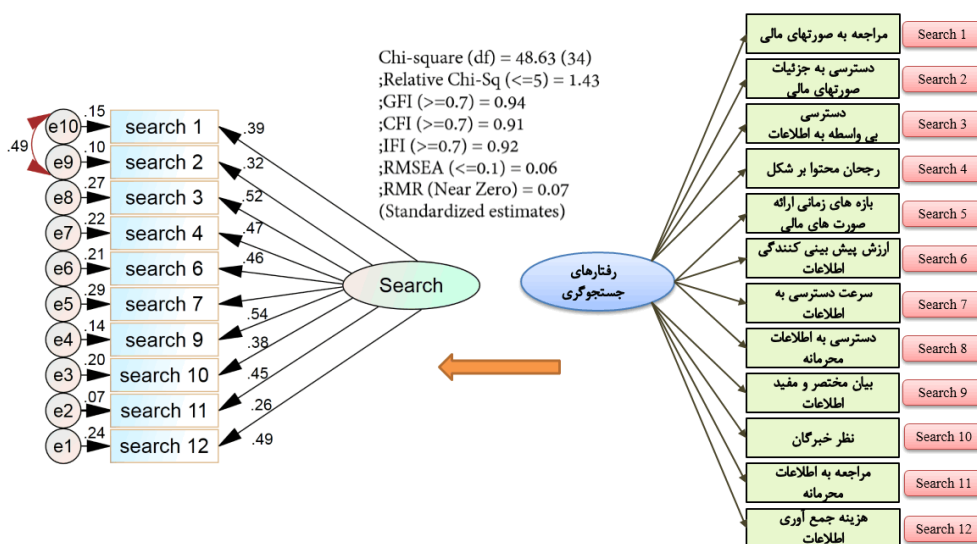 Chi-square (df) = 48.63 (34)
;Relative Chi-Sq (<=5) = 1.43
;GFI (>=0.7) = 0.94
;CFI (>=0.7) = 0.91
;IFI (>=0.7) = 0.92
;RMSEA (<=0.1) = 0.06
;RMR (Near Zero) = 0.07
(Standardized estimates)
.49
e10
.15
search 1
.39
e9
.10
search 2
.32
e8
.27
search 3
.52
e7
.22
search 4
.47
e6
.21
search 6
.46
e5
.29
search 7
.54
e4
.14
search 9
.38
e3
.20
search 10
.45
e2
.07
search 11
.26
e1
.24
search 12
.49
Search
رفتارهای
جستجوگری
مراجعه به صورتهای مالی
Search 1
دسترسی به جزئیات
صورتهای مالی
Search 2
دسترسی
بی واسطه به اطلاعات
Search 3
رجحان محتوا بر شکل
Search 4
بازه های زمانی ارائه
صورت های مالی
Search 5
ارزش پیش بینی کنندگی
اطلاعات
Search 6
سرعت دسترسی به
اطلاعات
Search 7
دسترسی به اطلاعات
محرمانه
Search 8
بیان مختصر و مفید
اطلاعات
Search 9
نظر خبرگان
Search 10
مراجعه به اطلاعات
محرمانه
Search 11
هزینه جمع آوری
اطلاعات
Search 12